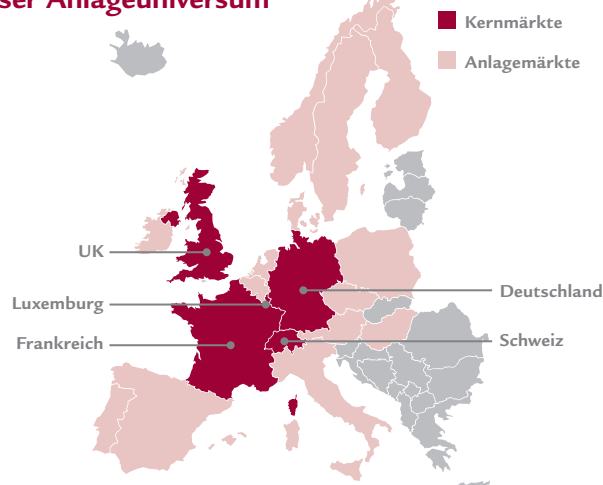 ser Anlageuniversum
Kernmärkte
Anlagemärkte
UK
Luxemburg
Frankreich
Deutschland
Schweiz